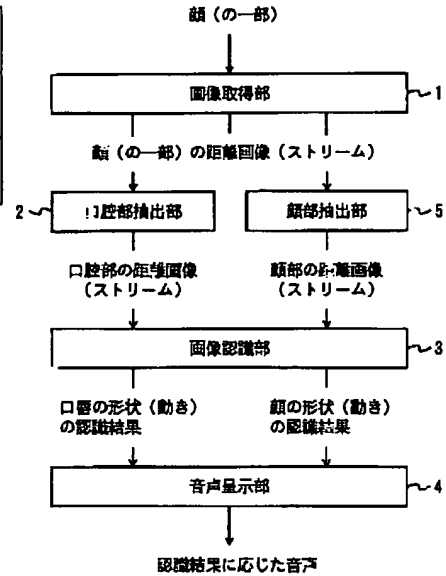 顔(の一部)
画像取得部
1
顔(の一部)の距離画像(ストリーム)
2
口腔部抽出部
顔部抽出部
5
口腔部の距離画像
(ストリーム)
顔部の距離画像
(ストリーム)
画像認識部
3
口唇の形状(動き)
の認識結果
顔の形状(動き)
の認識結果
音声呈示部
4
認識結果に応じた音声